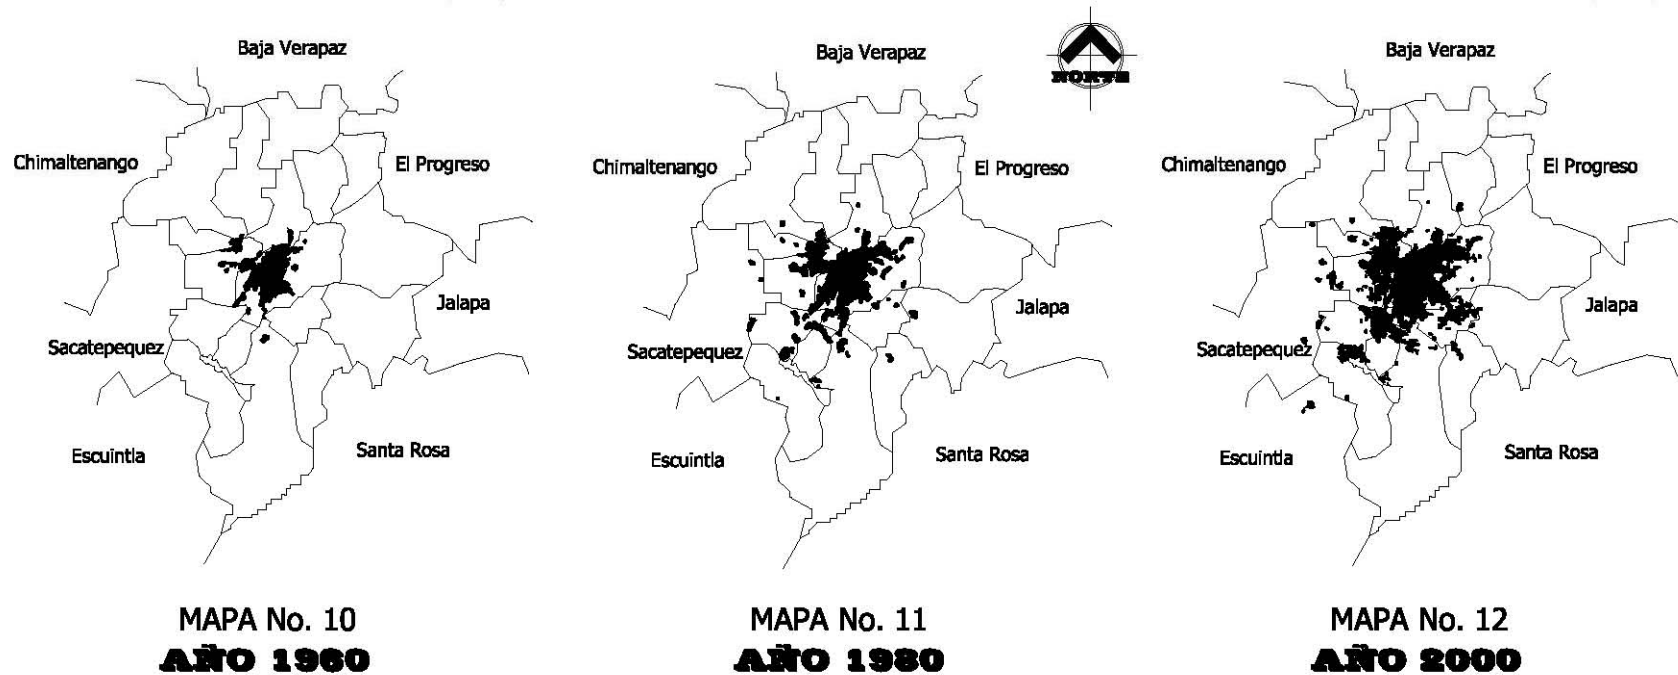 Baja Verapaz
Chimaltenango
El Progreso
Jalapa
Sacatepequez
Escuintla
Santa Rosa
MAPA No. 10
AÑO 1960
NORTE
Baja Verapaz
Chimaltenango
El Progreso
Jalapa
Sacatepequez
Escuintla
Santa Rosa
MAPA No. 11
AÑO 1980
Baja Verapaz
Chimaltenango
El Progreso
Jalapa
Sacatepequez
Escuintla
Santa Rosa
MAPA No. 12
AÑO 2000